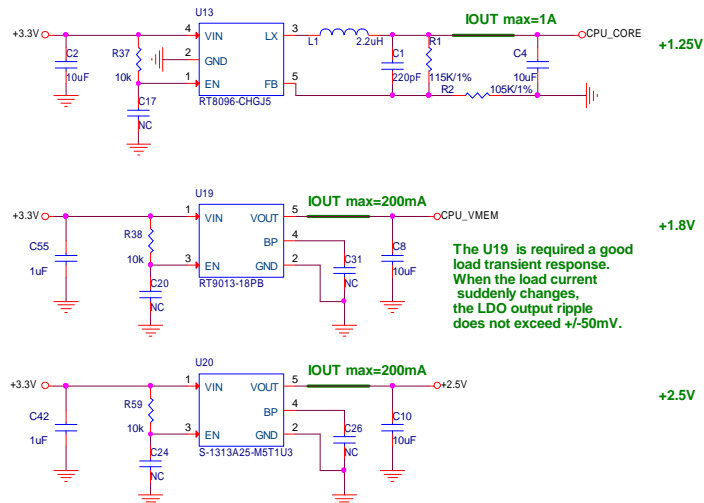 U13
IOUT max=1A
+3.3V
4 VIN
LX 3
L1 2.2uH
R1
CPU_CORE
+1.25V
C2
10uF
R37
10k
2 GND
C1
220pF
115K/1%
C4
10uF
1 EN
FB 5
R2 105K/1%
C17
NC
RT8096-CHGJ5
U19
IOUT max=200mA
+3.3V
1 VIN
VOUT 5
CPU_VMEM
+1.8V
R38
10k
BP 4
C55
1uF
3 EN
GND 2
C31
NC
C8
10uF
C20
NC
RT9013-18PB
The U19 is required a good
load transient response.
When the load current
suddenly changes,
the LDO output ripple
does not exceed +/-50mV.
U20
IOUT max=200mA
+3.3V
1 VIN
VOUT 5
+2.5V
+2.5V
R59
10k
BP 4
C42
1uF
3 EN
GND 2
C26
NC
C10
10uF
C24
NC
S-1313A25-M5T1U3